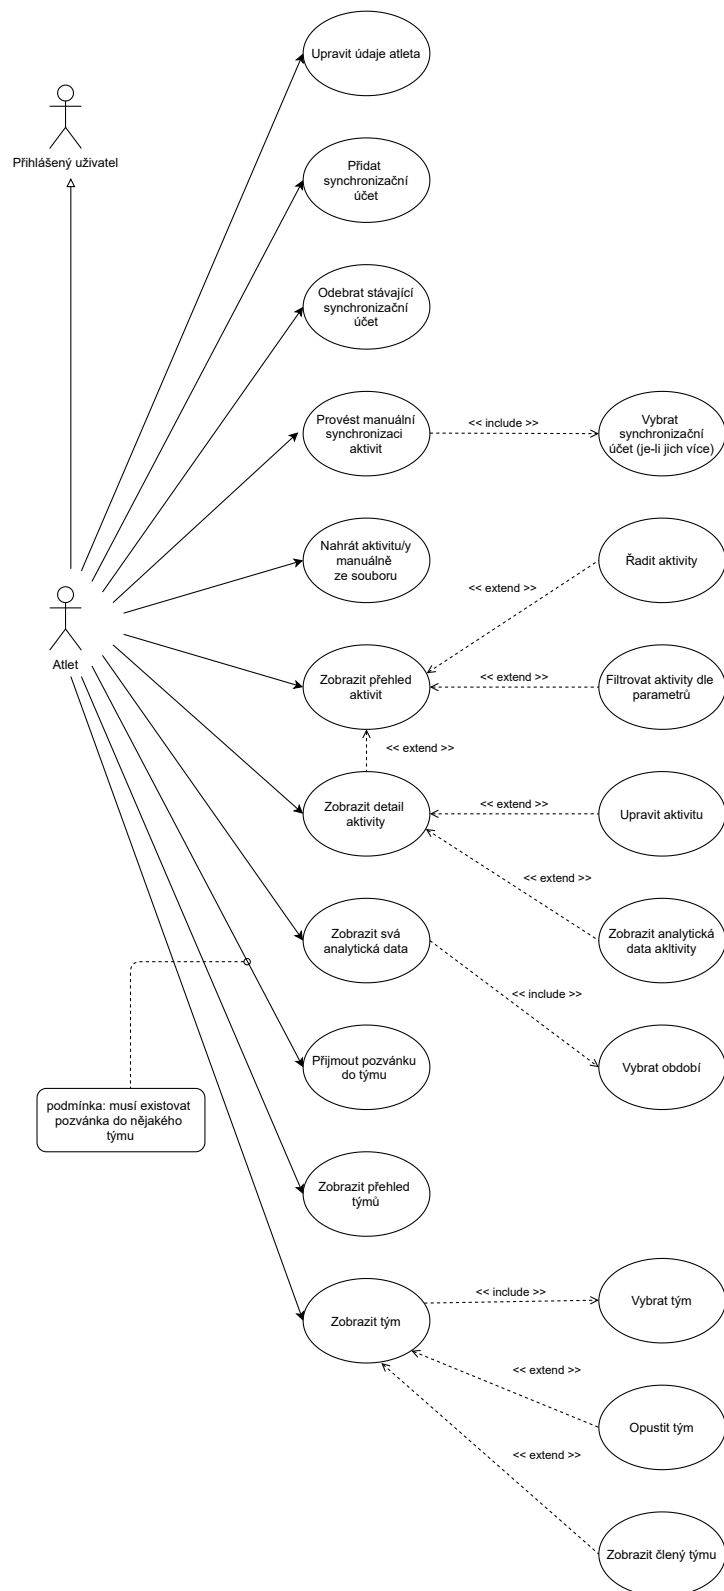 Upravit údaje atleta
Přihlášený uživatel
Přidat
synchronizační
účet
Odebrat stávající
synchronizační
účet
Provést manuální
synchronizaci
aktivit
<< include >>
Vybrat
synchronizační
účet (je-li jich více)
Nahrát aktivitu/y
manuálně
ze souboru
<< extend >>
Řadit aktivity
Atlet
Zobrazit přehled
aktivit
<< extend >>
Filtrovat aktivity dle
parametrů
<< extend >>
Zobrazit detail
aktivity
<< extend >>
Upravit aktivitu
<< extend >>
Zobrazit svá
analytická data
Zobrazit analytická
data akltivity
<< include >>
Přijmout pozvánku
do týmu
Vybrat období
podmínka: musí existovat
pozvánka do nějakého
týmu
Zobrazit přehled
týmů
Zobrazit tým
<< include >>
Vybrat tým
<< extend >>
Opustit tým
<< extend >>
Zobrazit člený týmu